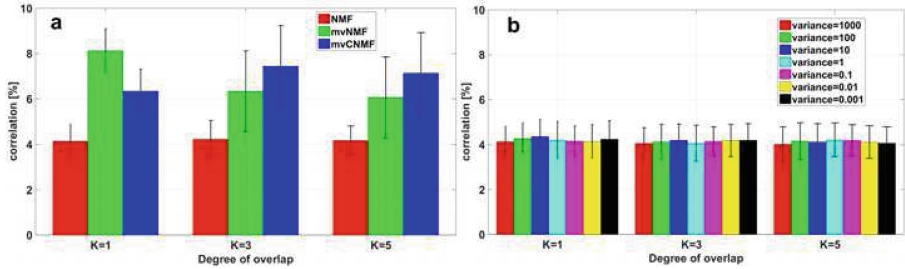 a
NMF
mvNMF
mvCNMF
correlation [%]
10
8
6
4
2
0
K=1
K=3
K=5
Degree of overlap
b
variance=1000
variance=100
variance=10
variance=1
variance=0.1
variance=0.01
variance=0.001
correlation [%]
10
8
6
4
2
0
K=1
K=3
K=5
Degree of overlap